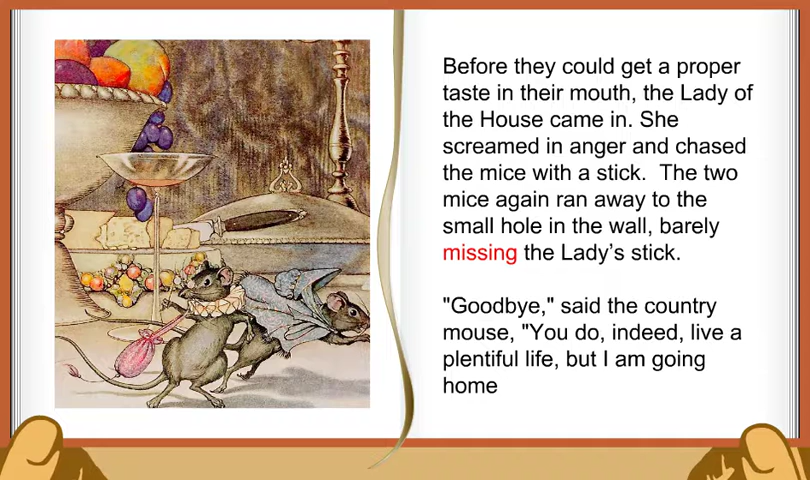 Before they could get a proper
taste in their mouth, the Lady of
the House came in. She
screamed in anger and chased
the mice with a stick.  The two
mice again ran away to the
small hole in the wall, barely
missing the Lady’s stick.
"Goodbye," said the country
mouse, "You do, indeed, live a
plentiful life, but I am going
home